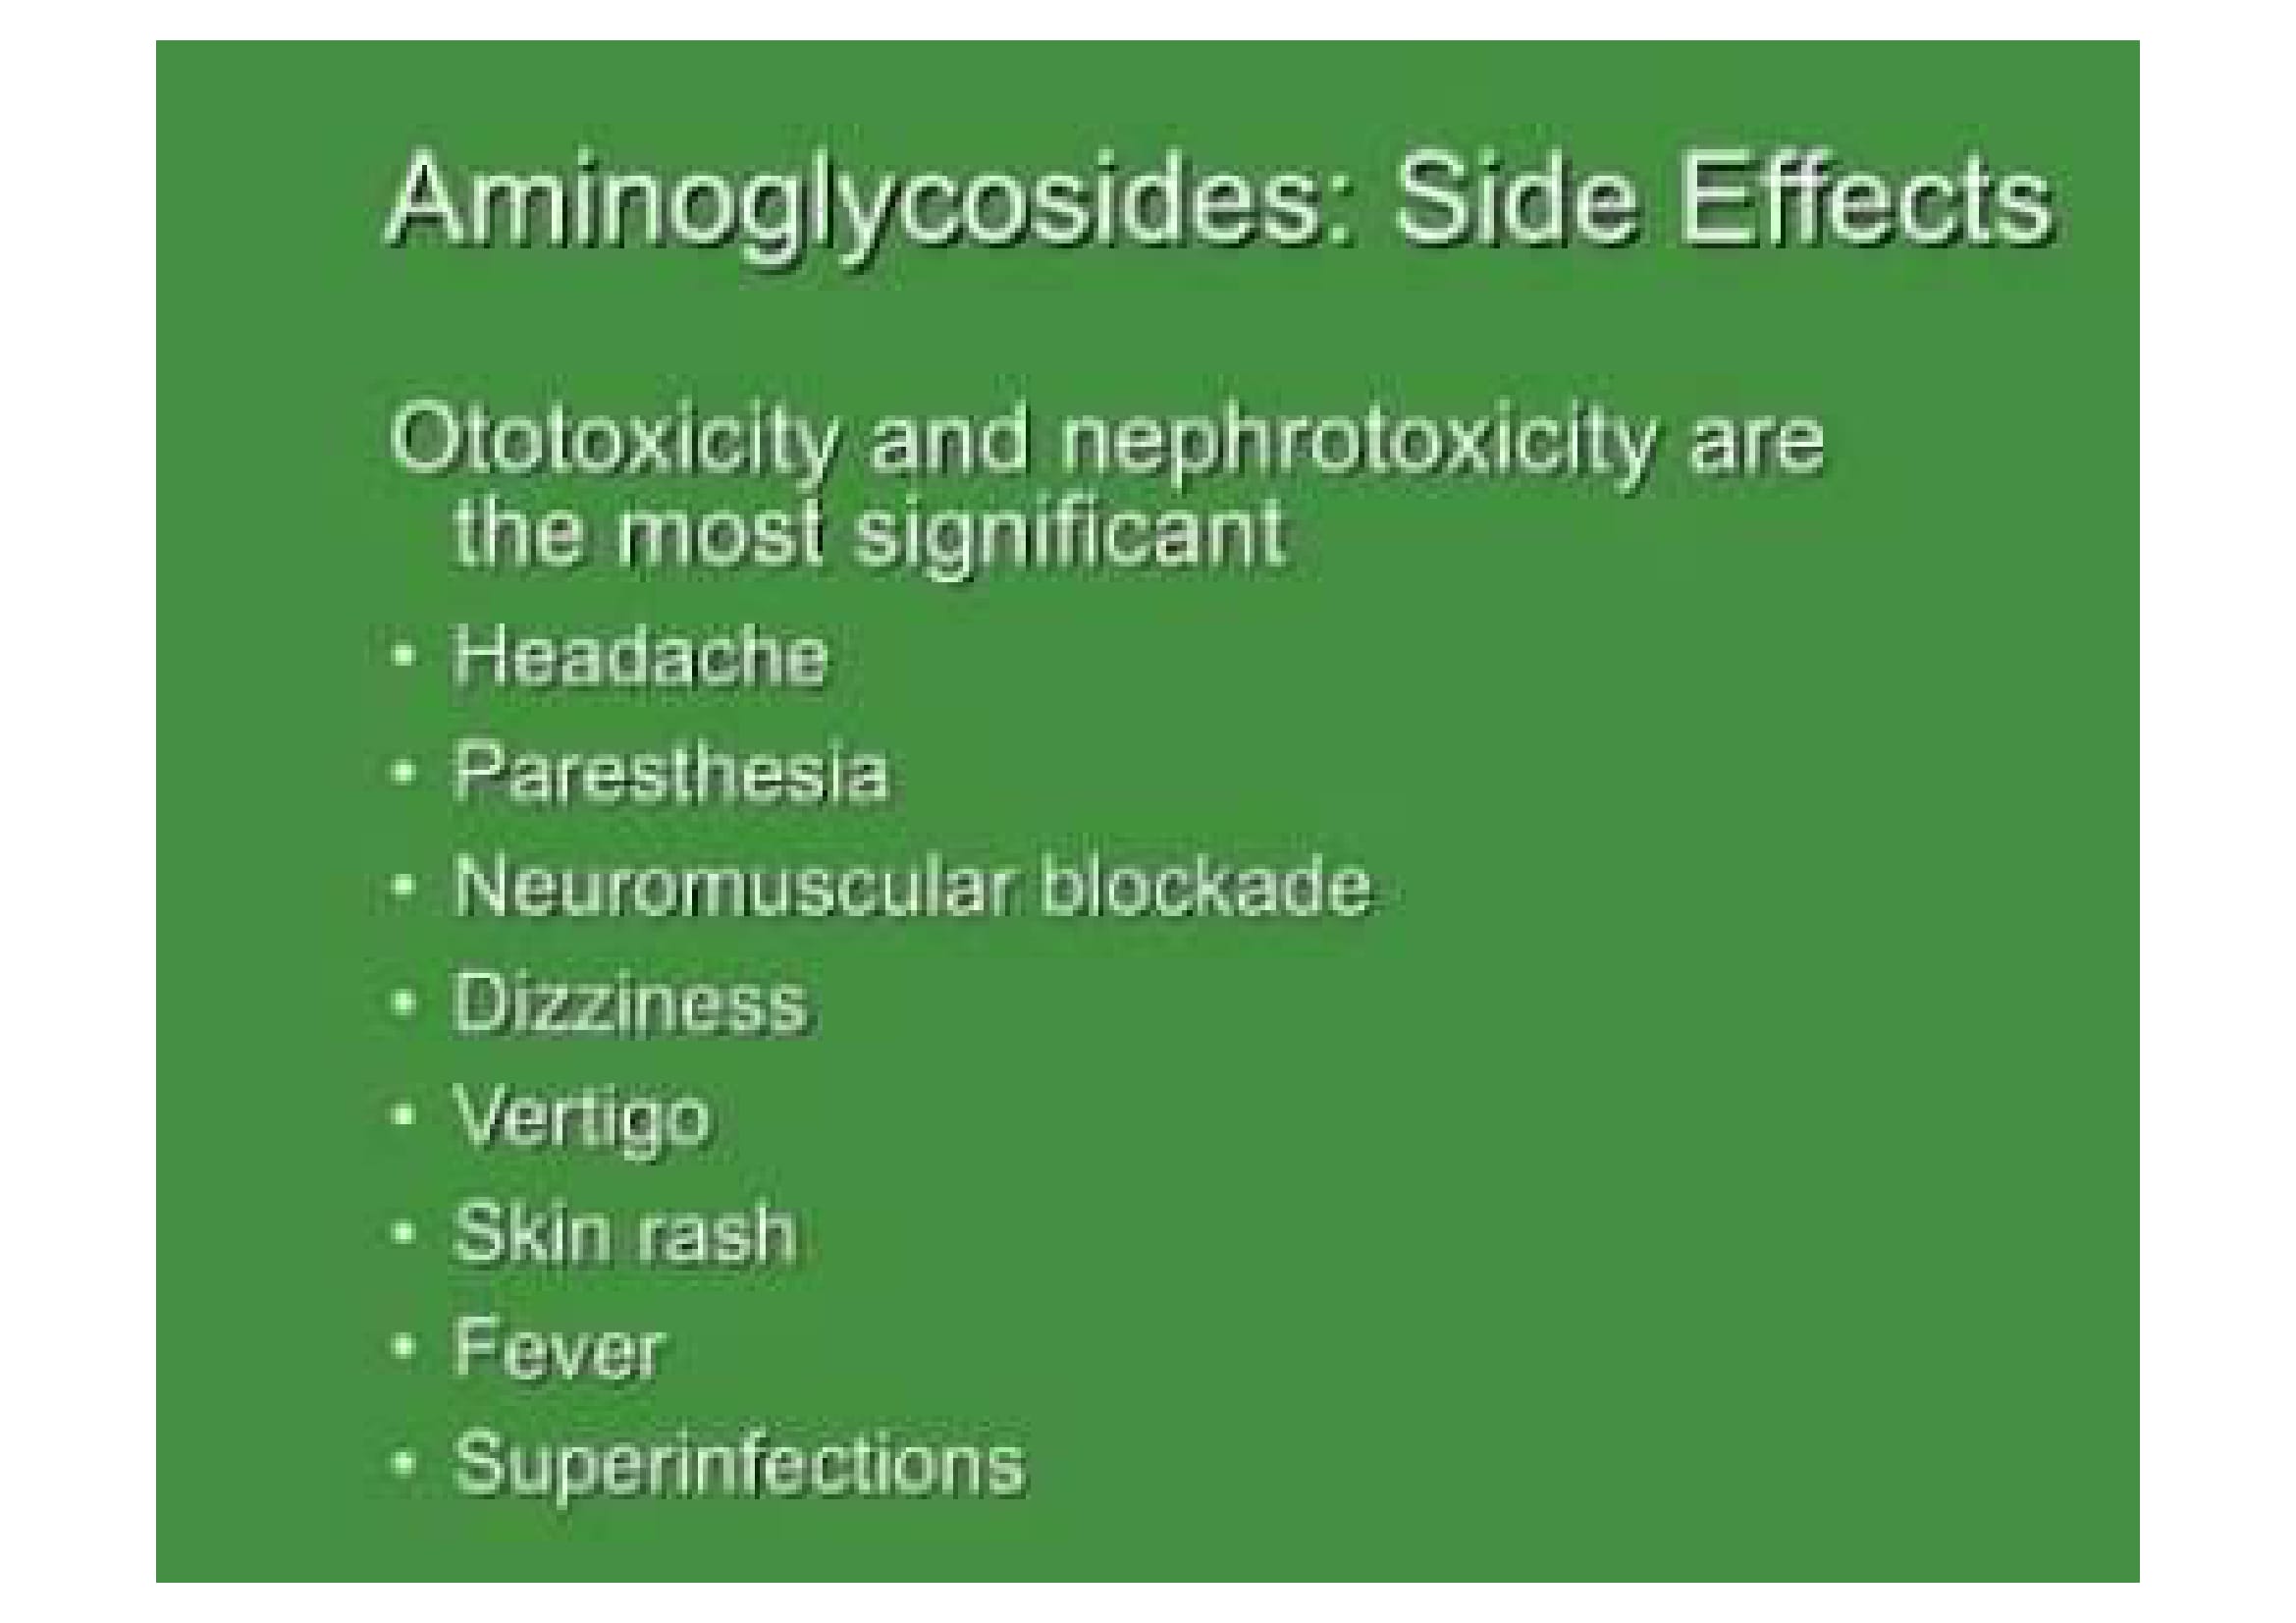 Aminoglycosides: Side Effects
Ototoxicity and nephrotoxicity are
the most significant
• Headache
• Paresthesia
• Neuromuscular blockade
• Dizziness
• Vertigo
• Skin rash
• Fever
• Superinfections